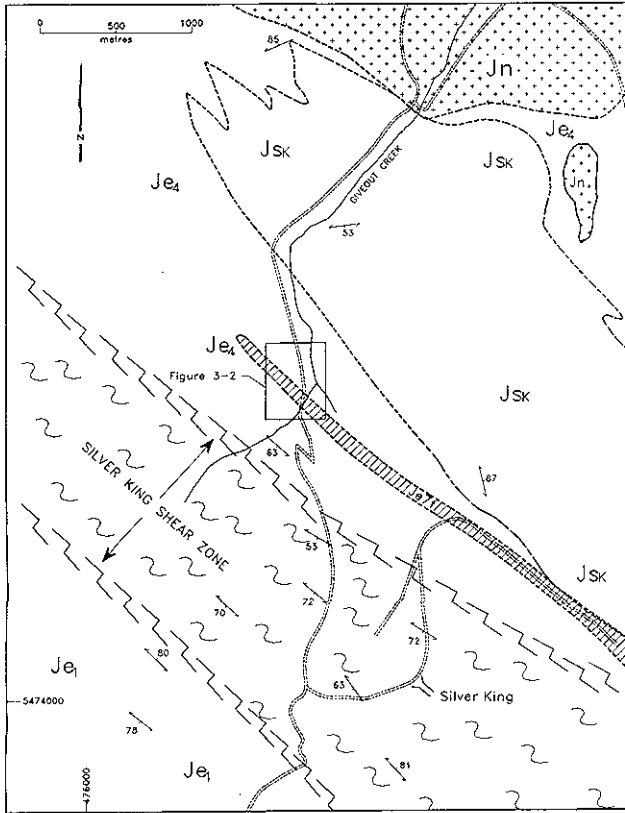 0 500 1000
metres
85
Jn
N
Je4
JSK
JSK
Jn
Je4
GIVEOUT CREEK
53
Je4
Figure 3-2
JSK
63
SILVER KING SHEAR ZONE
67
53
JSK
72
70
72
80
Je1
63
Silver King
5474000
78
Je1
81
476000